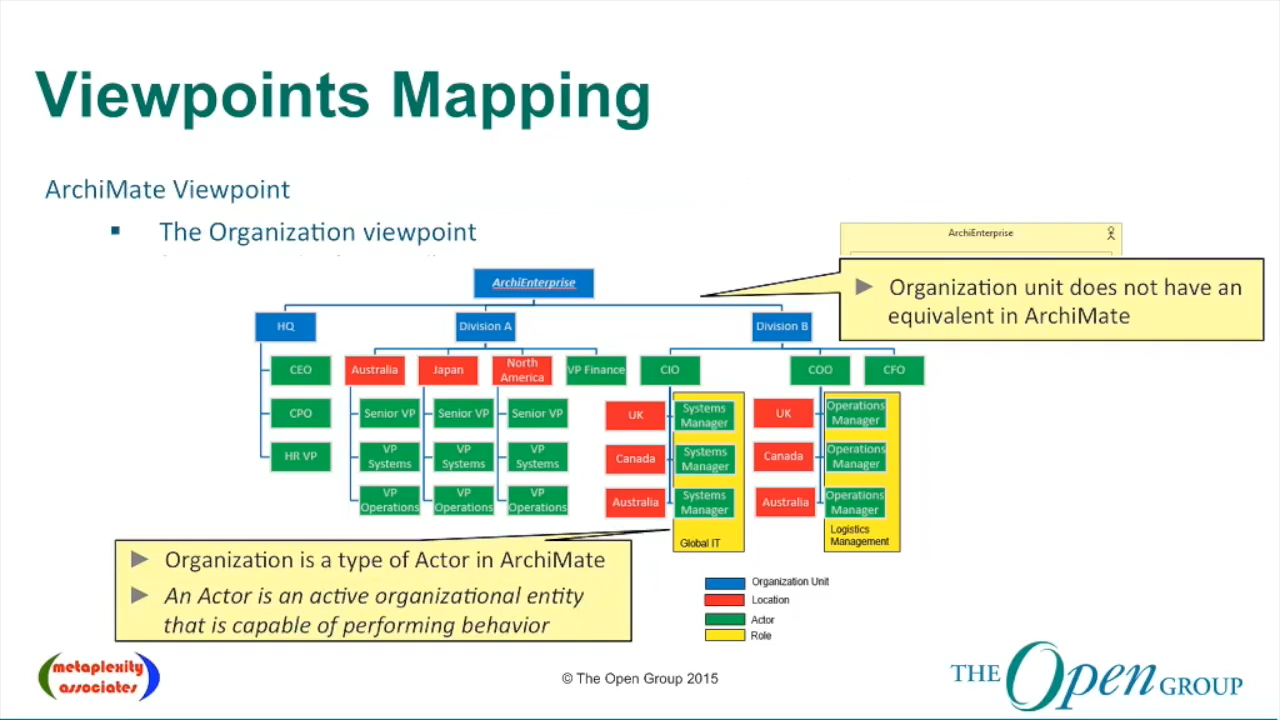 Viewpoints Mapping
ArchiMate Viewpoint
The Organization viewpoint
ArchiEnterprise
Organization unit does not have an
equivalent in ArchiMate
ArchiEnterprise
HQ
Division A
Division B
CEO
Australia
Japan
North
America
VP Finance
CIO
COO
CFO
CPO
Senior VP
Senior VP
Senior VP
UK
Systems
Manager
UK
Operations
Manager
HR VP
VP
Systems
VP
Systems
VP
Systems
Canada
Systems
Manager
Canada
Operations
Manager
VP
Operations
VP
Operations
VP
Operations
Australia
Systems
Manager
Australia
Operations
Manager
Global IT
Logistics
Management
Organization is a type of Actor in ArchiMate
An Actor is an active organizational entity
that is capable of performing behavior
Organization Unit
Location
Actor
Role
metaplexity
associates
© The Open Group 2015
THE Open GROUP